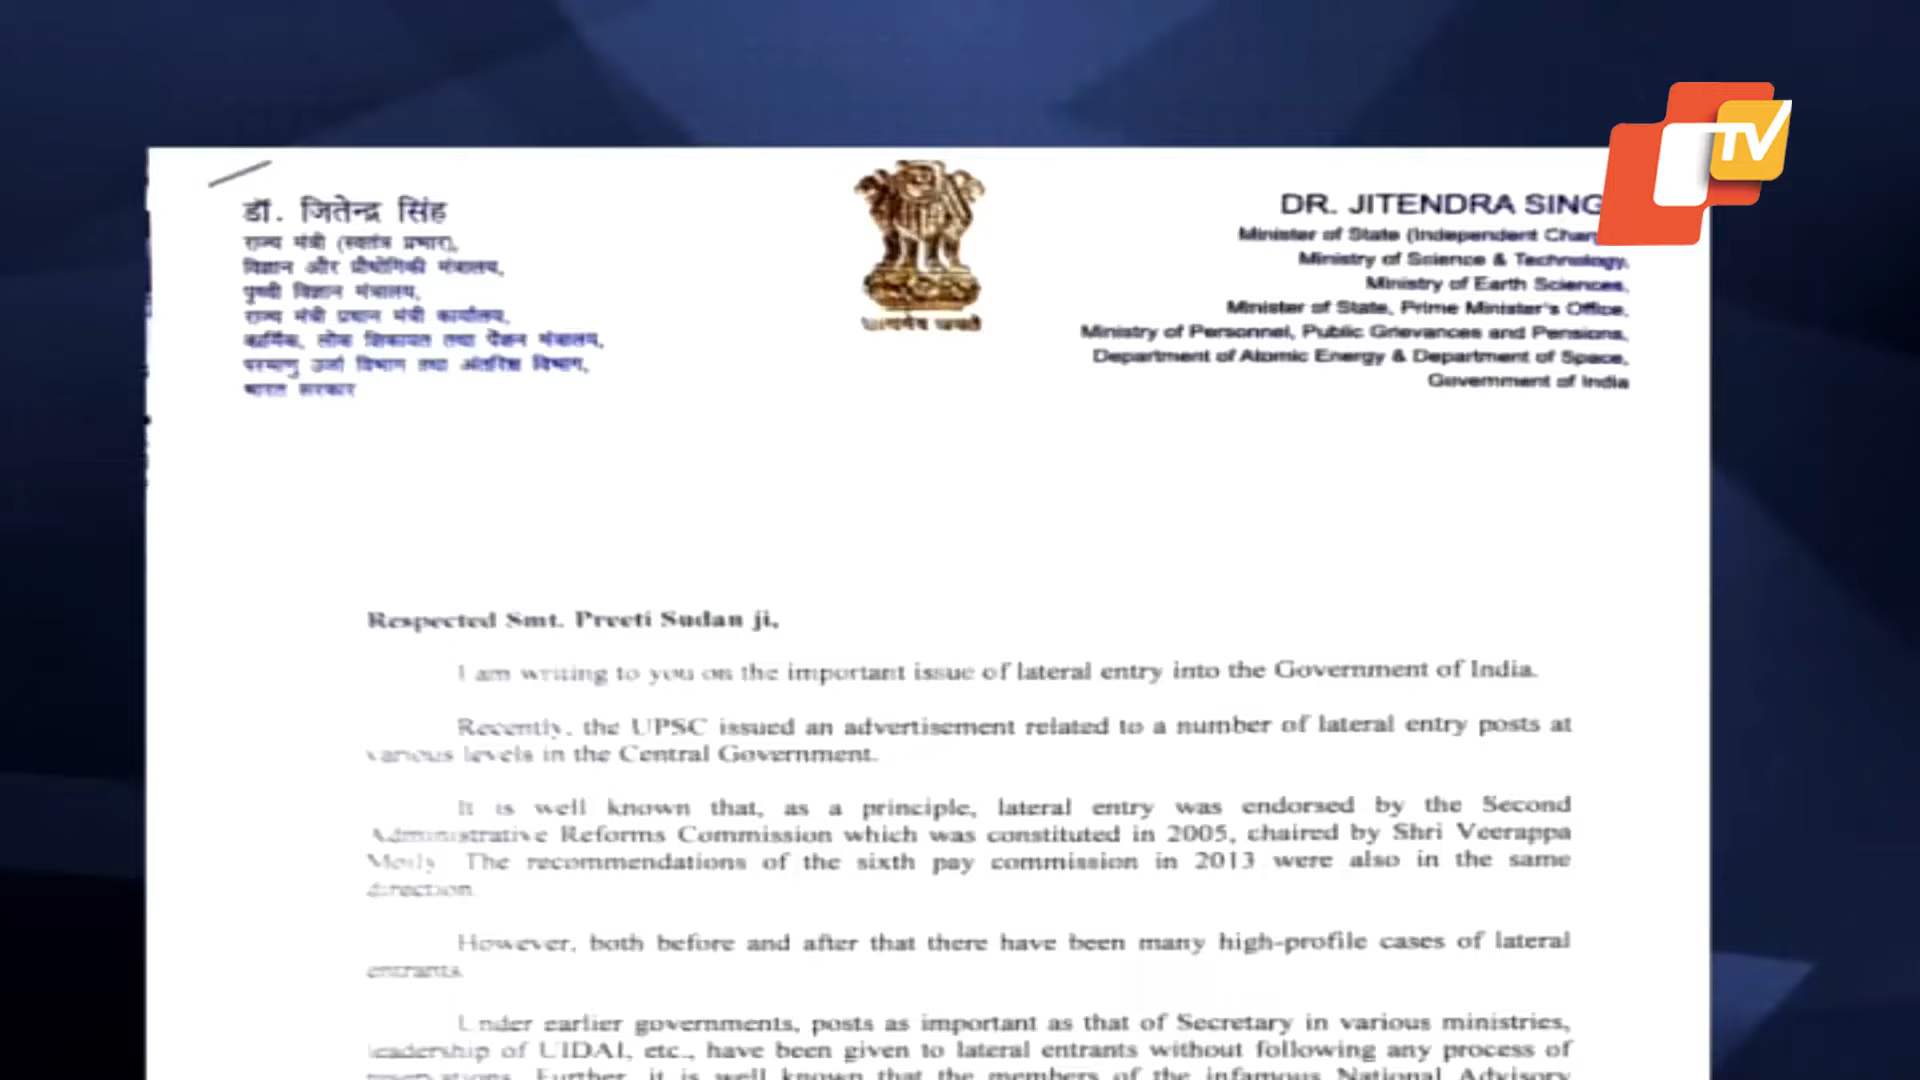 डॉ. जितेन्द्र सिंह
राज्य मंत्री (स्वतंत्र प्रभार),
विज्ञान और प्रौद्योगिकी मंत्रालय,
पृथ्वी विज्ञान मंत्रालय,
राज्य मंत्री प्रधान मंत्री कार्यालय,
कार्मिक, लोक शिकायत तथा पेंशन मंत्रालय,
परमाणु उर्जा विभाग तथा अंतरिक्ष विभाग,
भारत सरकार
सत्यमेव जयते
DR. JITENDRA SING
Minister of State (Independent Charg
Ministry of Science & Technology,
Ministry of Earth Sciences,
Minister of State, Prime Minister's Office,
Ministry of Personnel, Public Grievances and Pensions,
Department of Atomic Energy & Department of Space,
Government of India
TV
Respected Smt. Preeti Sudan ji,
I am writing to you on the important issue of lateral entry into the Government of India.
Recently, the UPSC issued an advertisement related to a number of lateral entry posts at
various levels in the Central Government.
It is well known that, as a principle, lateral entry was endorsed by the Second
Administrative Reforms Commission which was constituted in 2005, chaired by Shri Veerappa
Moily. The recommendations of the sixth pay commission in 2013 were also in the same
direction.
However, both before and after that there have been many high-profile cases of lateral
entrants.
Under earlier governments, posts as important as that of Secretary in various ministries,
leadership of UIDAI, etc., have been given to lateral entrants without following any process of
reservations. Further, it is well known that the members of the infamous National Advisory